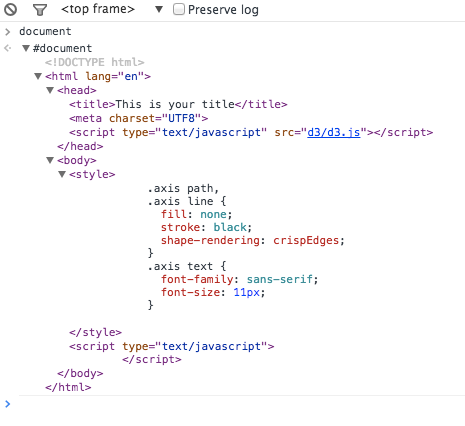 <top frame> ▼ Preserve log
> document
▼ #document
<!DOCTYPE html>
▼ <html lang="en">
▼ <head>
<title>This is your title</title>
<meta charset="UTF8">
<script type="text/javascript" src="d3/d3.js"></script>
</head>
▼ <body>
▼ <style>
.axis path,
.axis line {
fill: none;
stroke: black;
shape-rendering: crispEdges;
}
.axis text {
font-family: sans-serif;
font-size: 11px;
}
</style>
<script type="text/javascript">
</script>
</body>
</html>
>